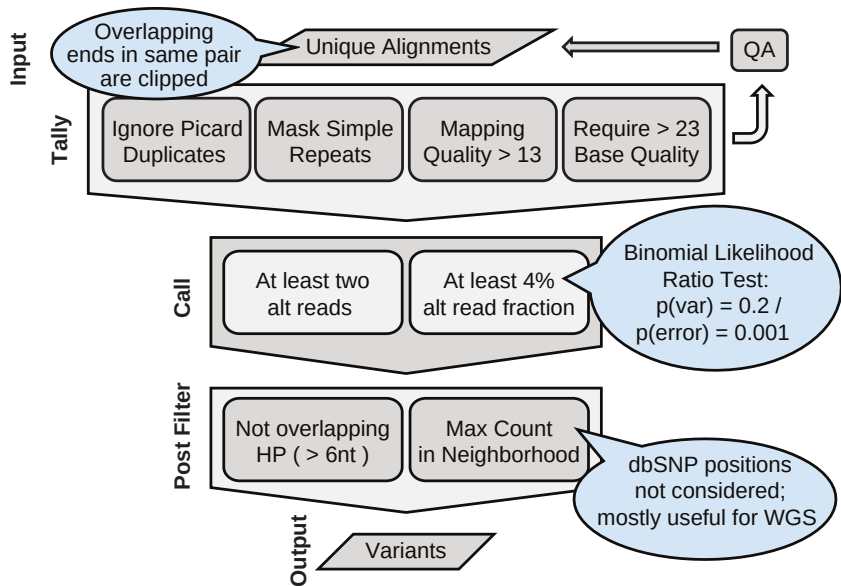 Input
Overlapping
ends in same pair
are clipped
Unique Alignments
QA
Tally
Ignore Picard
Duplicates
Mask Simple
Repeats
Mapping
Quality > 13
Require > 23
Base Quality
Call
At least two
alt reads
At least 4%
alt read fraction
Binomial Likelihood
Ratio Test:
p(var) = 0.2 /
p(error) = 0.001
Post Filter
Not overlapping
HP ( > 6nt )
Max Count
in Neighborhood
dbSNP positions
not considered;
mostly useful for WGS
Output
Variants